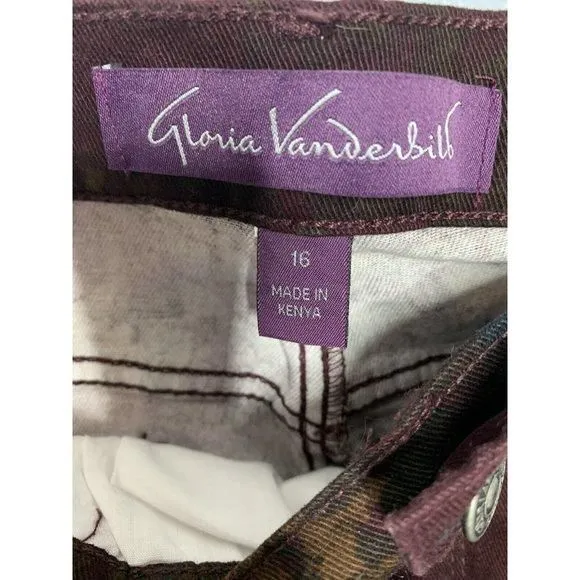 Gloria Vanderbilt
16
MADE IN
KENYA